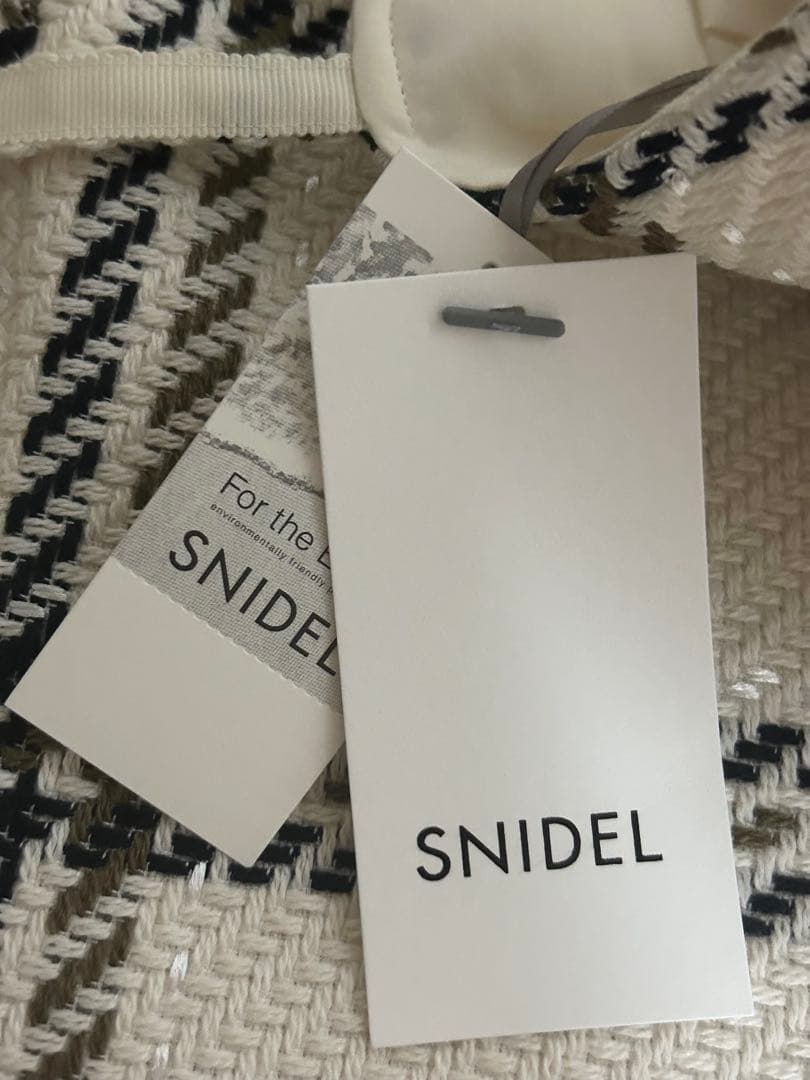 For the
environmentally friendly
SNIDEL
SNIDEL